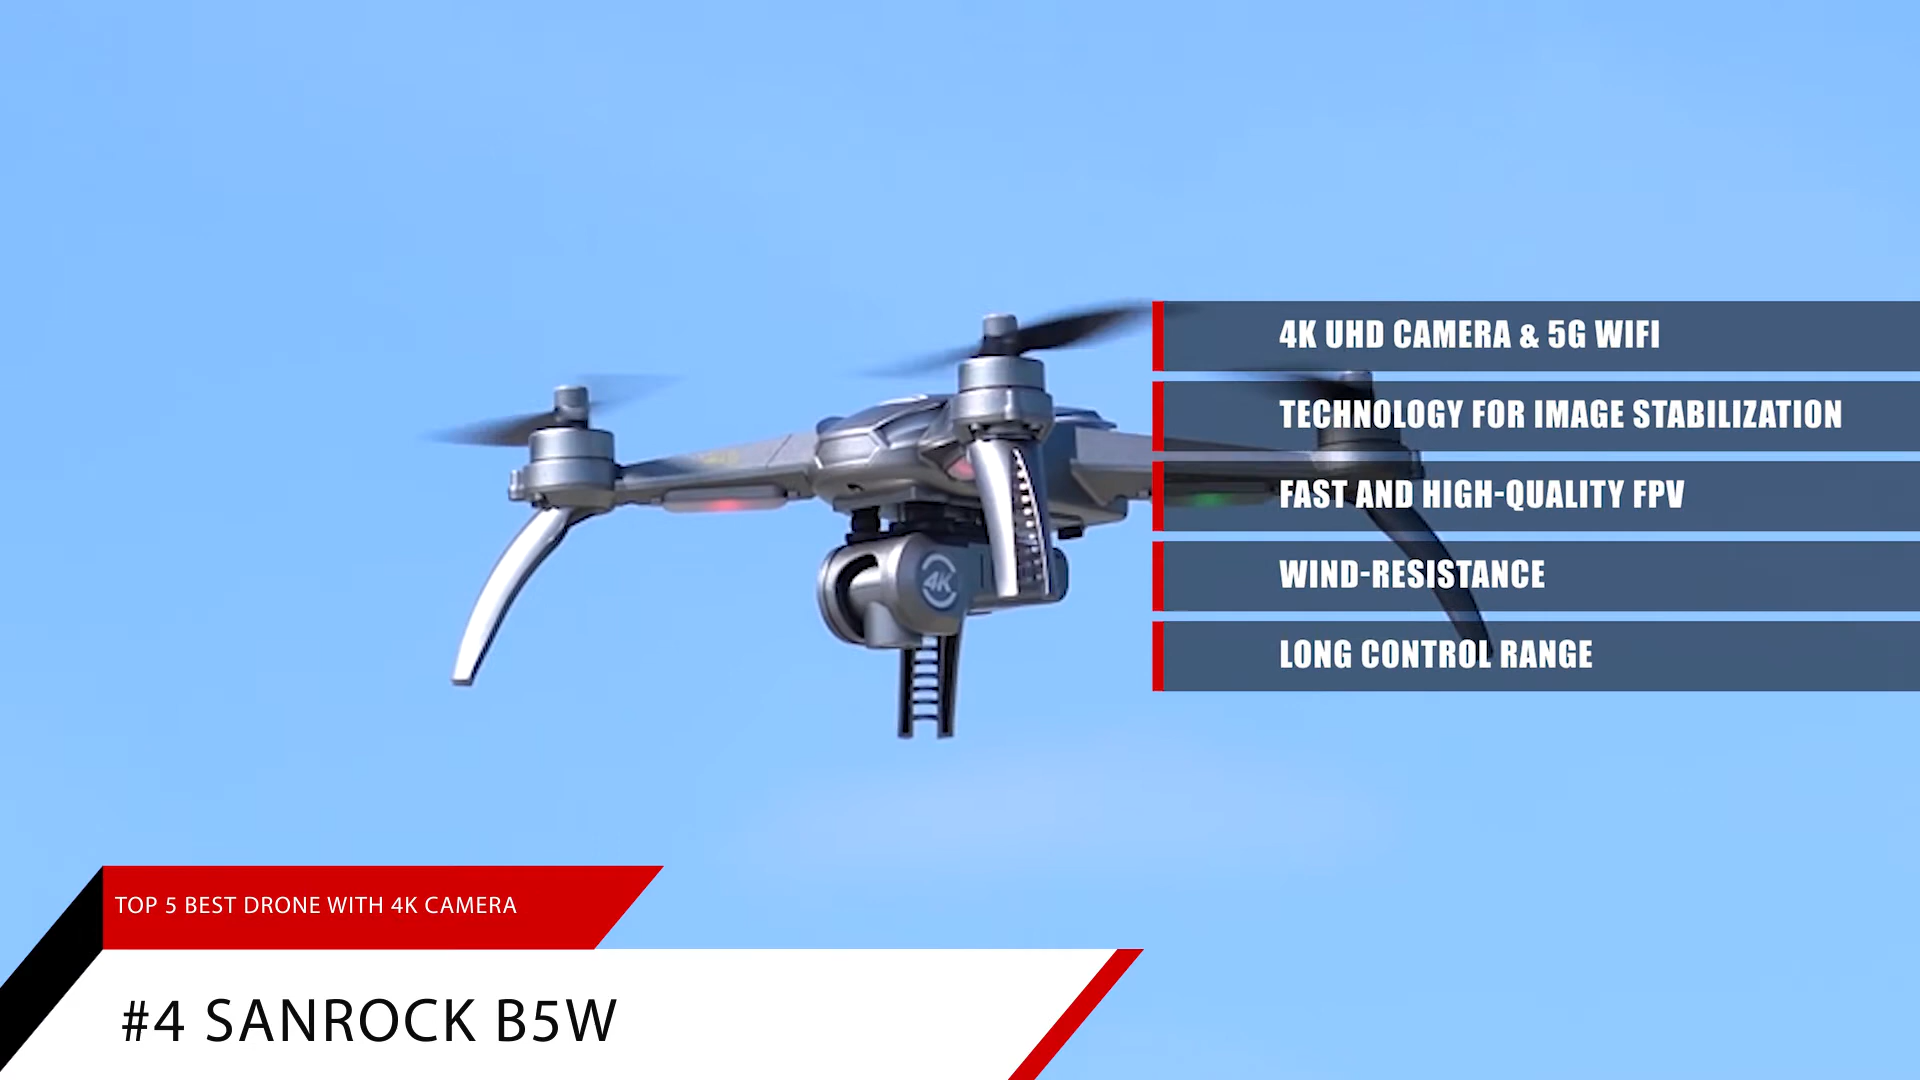 4K UHD CAMERA & 5G WIFI
TECHNOLOGY FOR IMAGE STABILIZATION
FAST AND HIGH-QUALITY FPV
WIND-RESISTANCE
LONG CONTROL RANGE
4K
TOP 5 BEST DRONE WITH 4K CAMERA
#4 SANROCK B5W